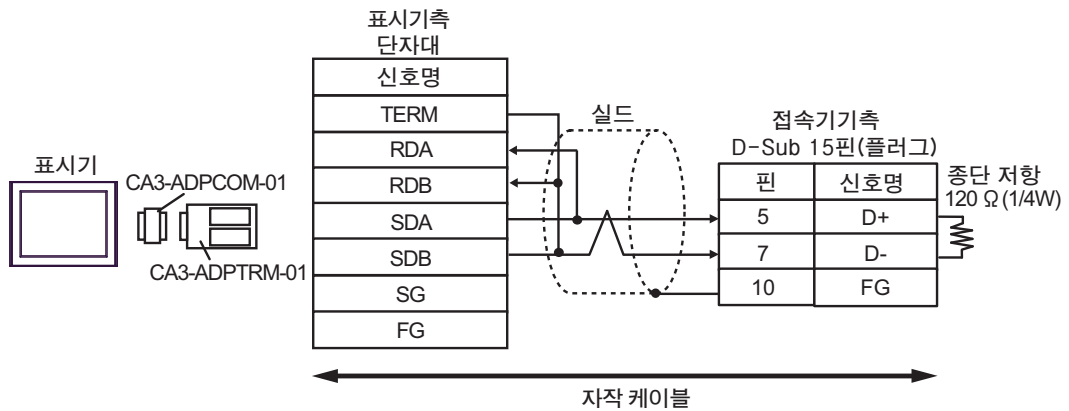 표시기
CA3-ADPCOM-01
CA3-ADPTRM-01
표시기측
단자대
신호명
TERM
RDA
RDB
SDA
SDB
SG
FG
실드
접속기기측
D-Sub 15핀(플러그)
핀 신호명
5 D+
7 D-
10 FG
종단 저항
120 Ω (1/4W)
자작 케이블